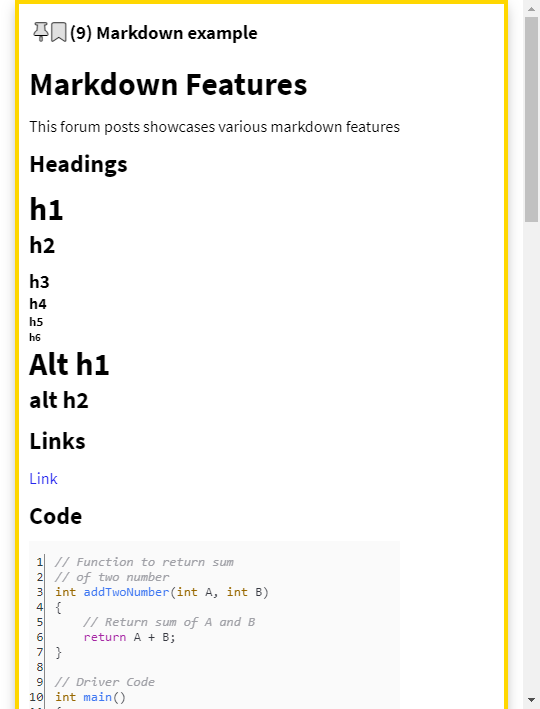 (9) Markdown example
Markdown Features
This forum posts showcases various markdown features
Headings
h1
h2
h3
h4
h5
h6
Alt h1
alt h2
Links
Link
Code
1 // Function to return sum
2 // of two number
3 int addTwoNumber(int A, int B)
4 {
5     // Return sum of A and B
6     return A + B;
7 }
8
9 // Driver Code
10 int main()